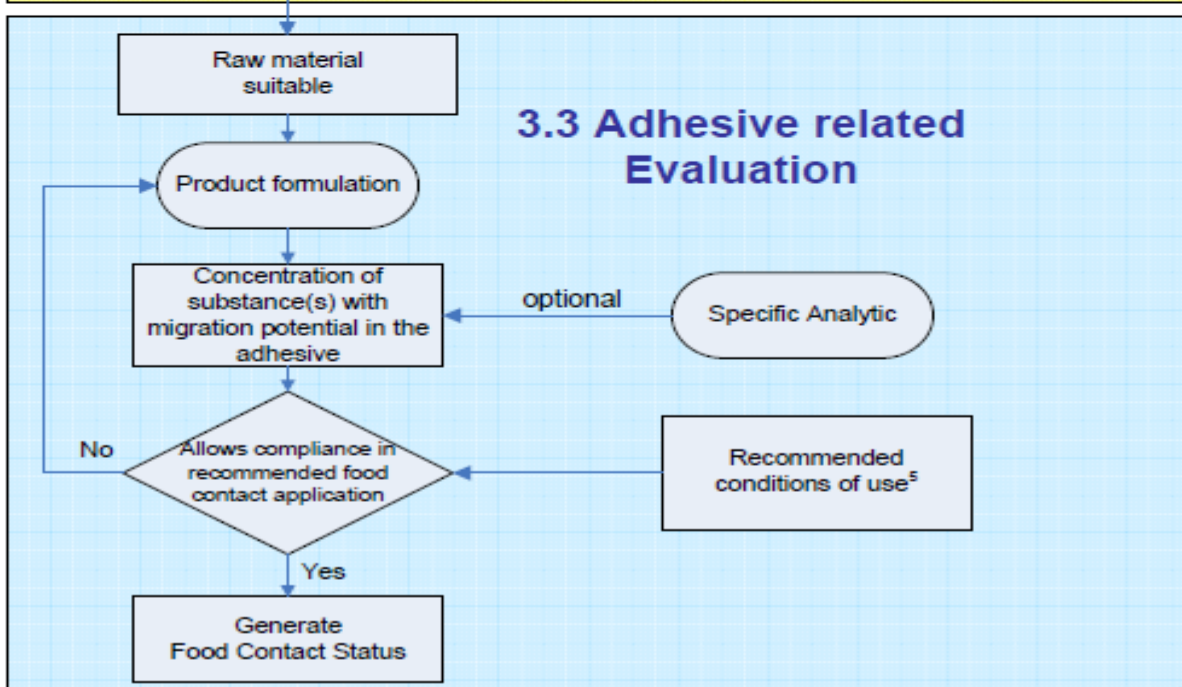 Raw material
suitable
3.3 Adhesive related
Evaluation
Product formulation
Concentration of
substance(s) with
migration potential in the
adhesive
optional
Specific Analytic
No
Allows compliance in
recommended food
contact application
Recommended
conditions of use⁵
Yes
Generate
Food Contact Status